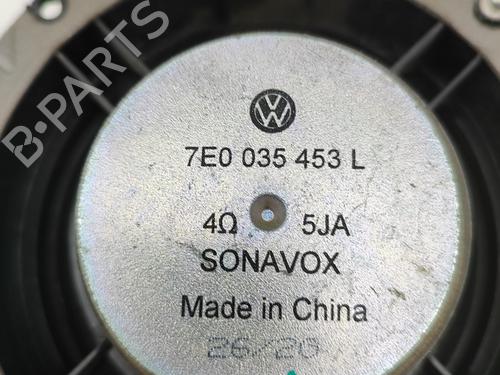 B-PARTS
7E0 035 453 L
4Ω 5JA
SONAVOX
Made in China
26/20